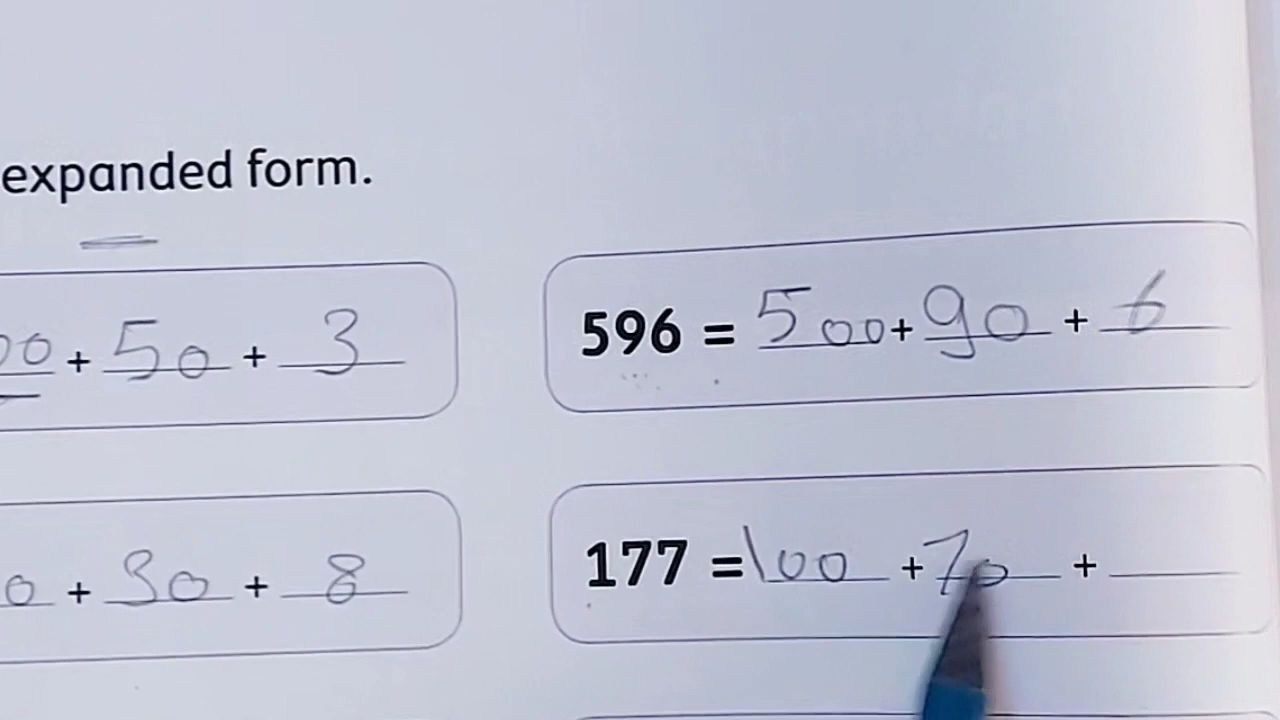 expanded form.
00 + 50 + 3
596 = 500 + 90 + 6
0 + 30 + 8
177 = 100 + 70 +